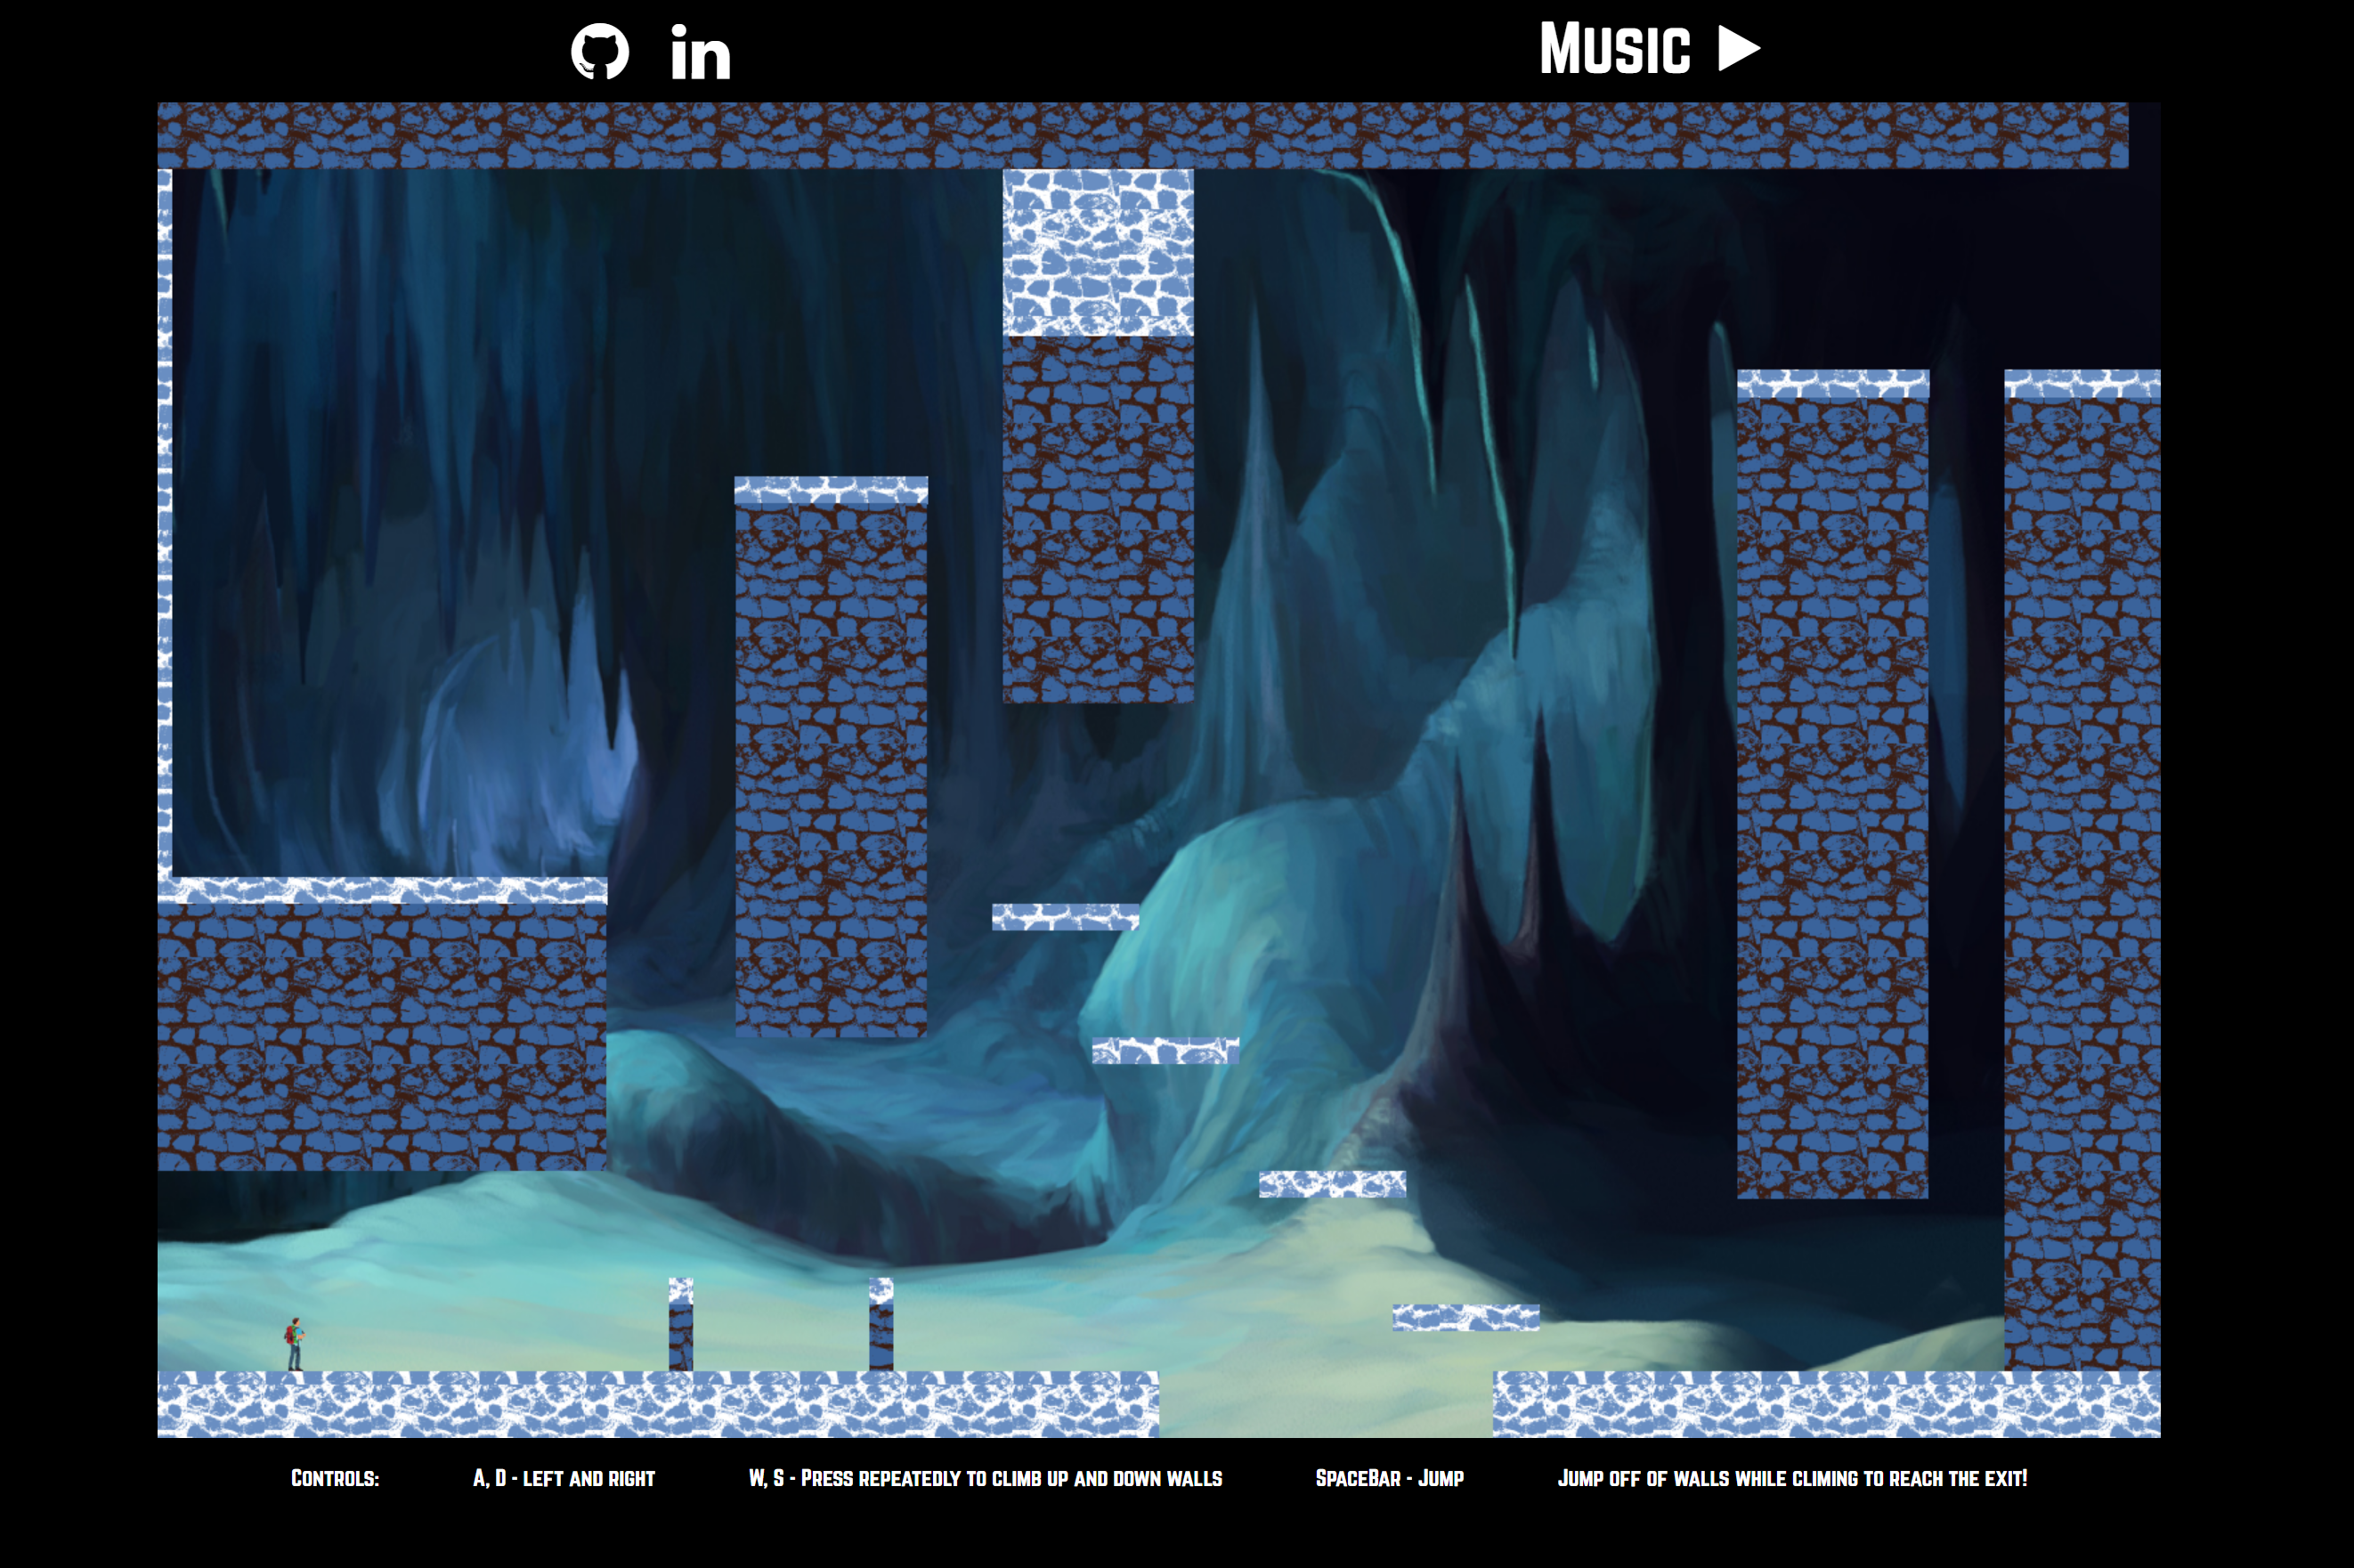 in
Music
Controls:
A, D - left and right
W, S - Press repeatedly to climb up and down walls
SpaceBar - Jump
Jump off of walls while climing to reach the exit!